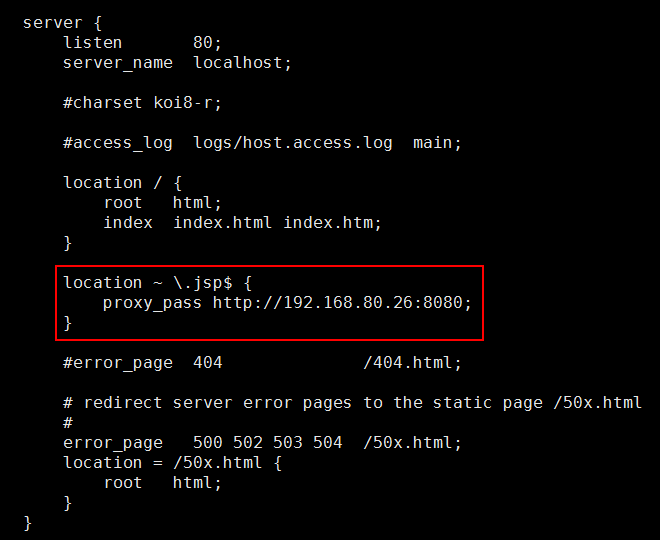 server {
    listen       80;
    server_name  localhost;

    #charset koi8-r;

    #access_log  logs/host.access.log  main;

    location / {
        root   html;
        index  index.html index.htm;
    }

    location ~ \.jsp$ {
        proxy_pass http://192.168.80.26:8080;
    }

    #error_page  404              /404.html;

    # redirect server error pages to the static page /50x.html
    #
    error_page   500 502 503 504  /50x.html;
    location = /50x.html {
        root   html;
    }
}